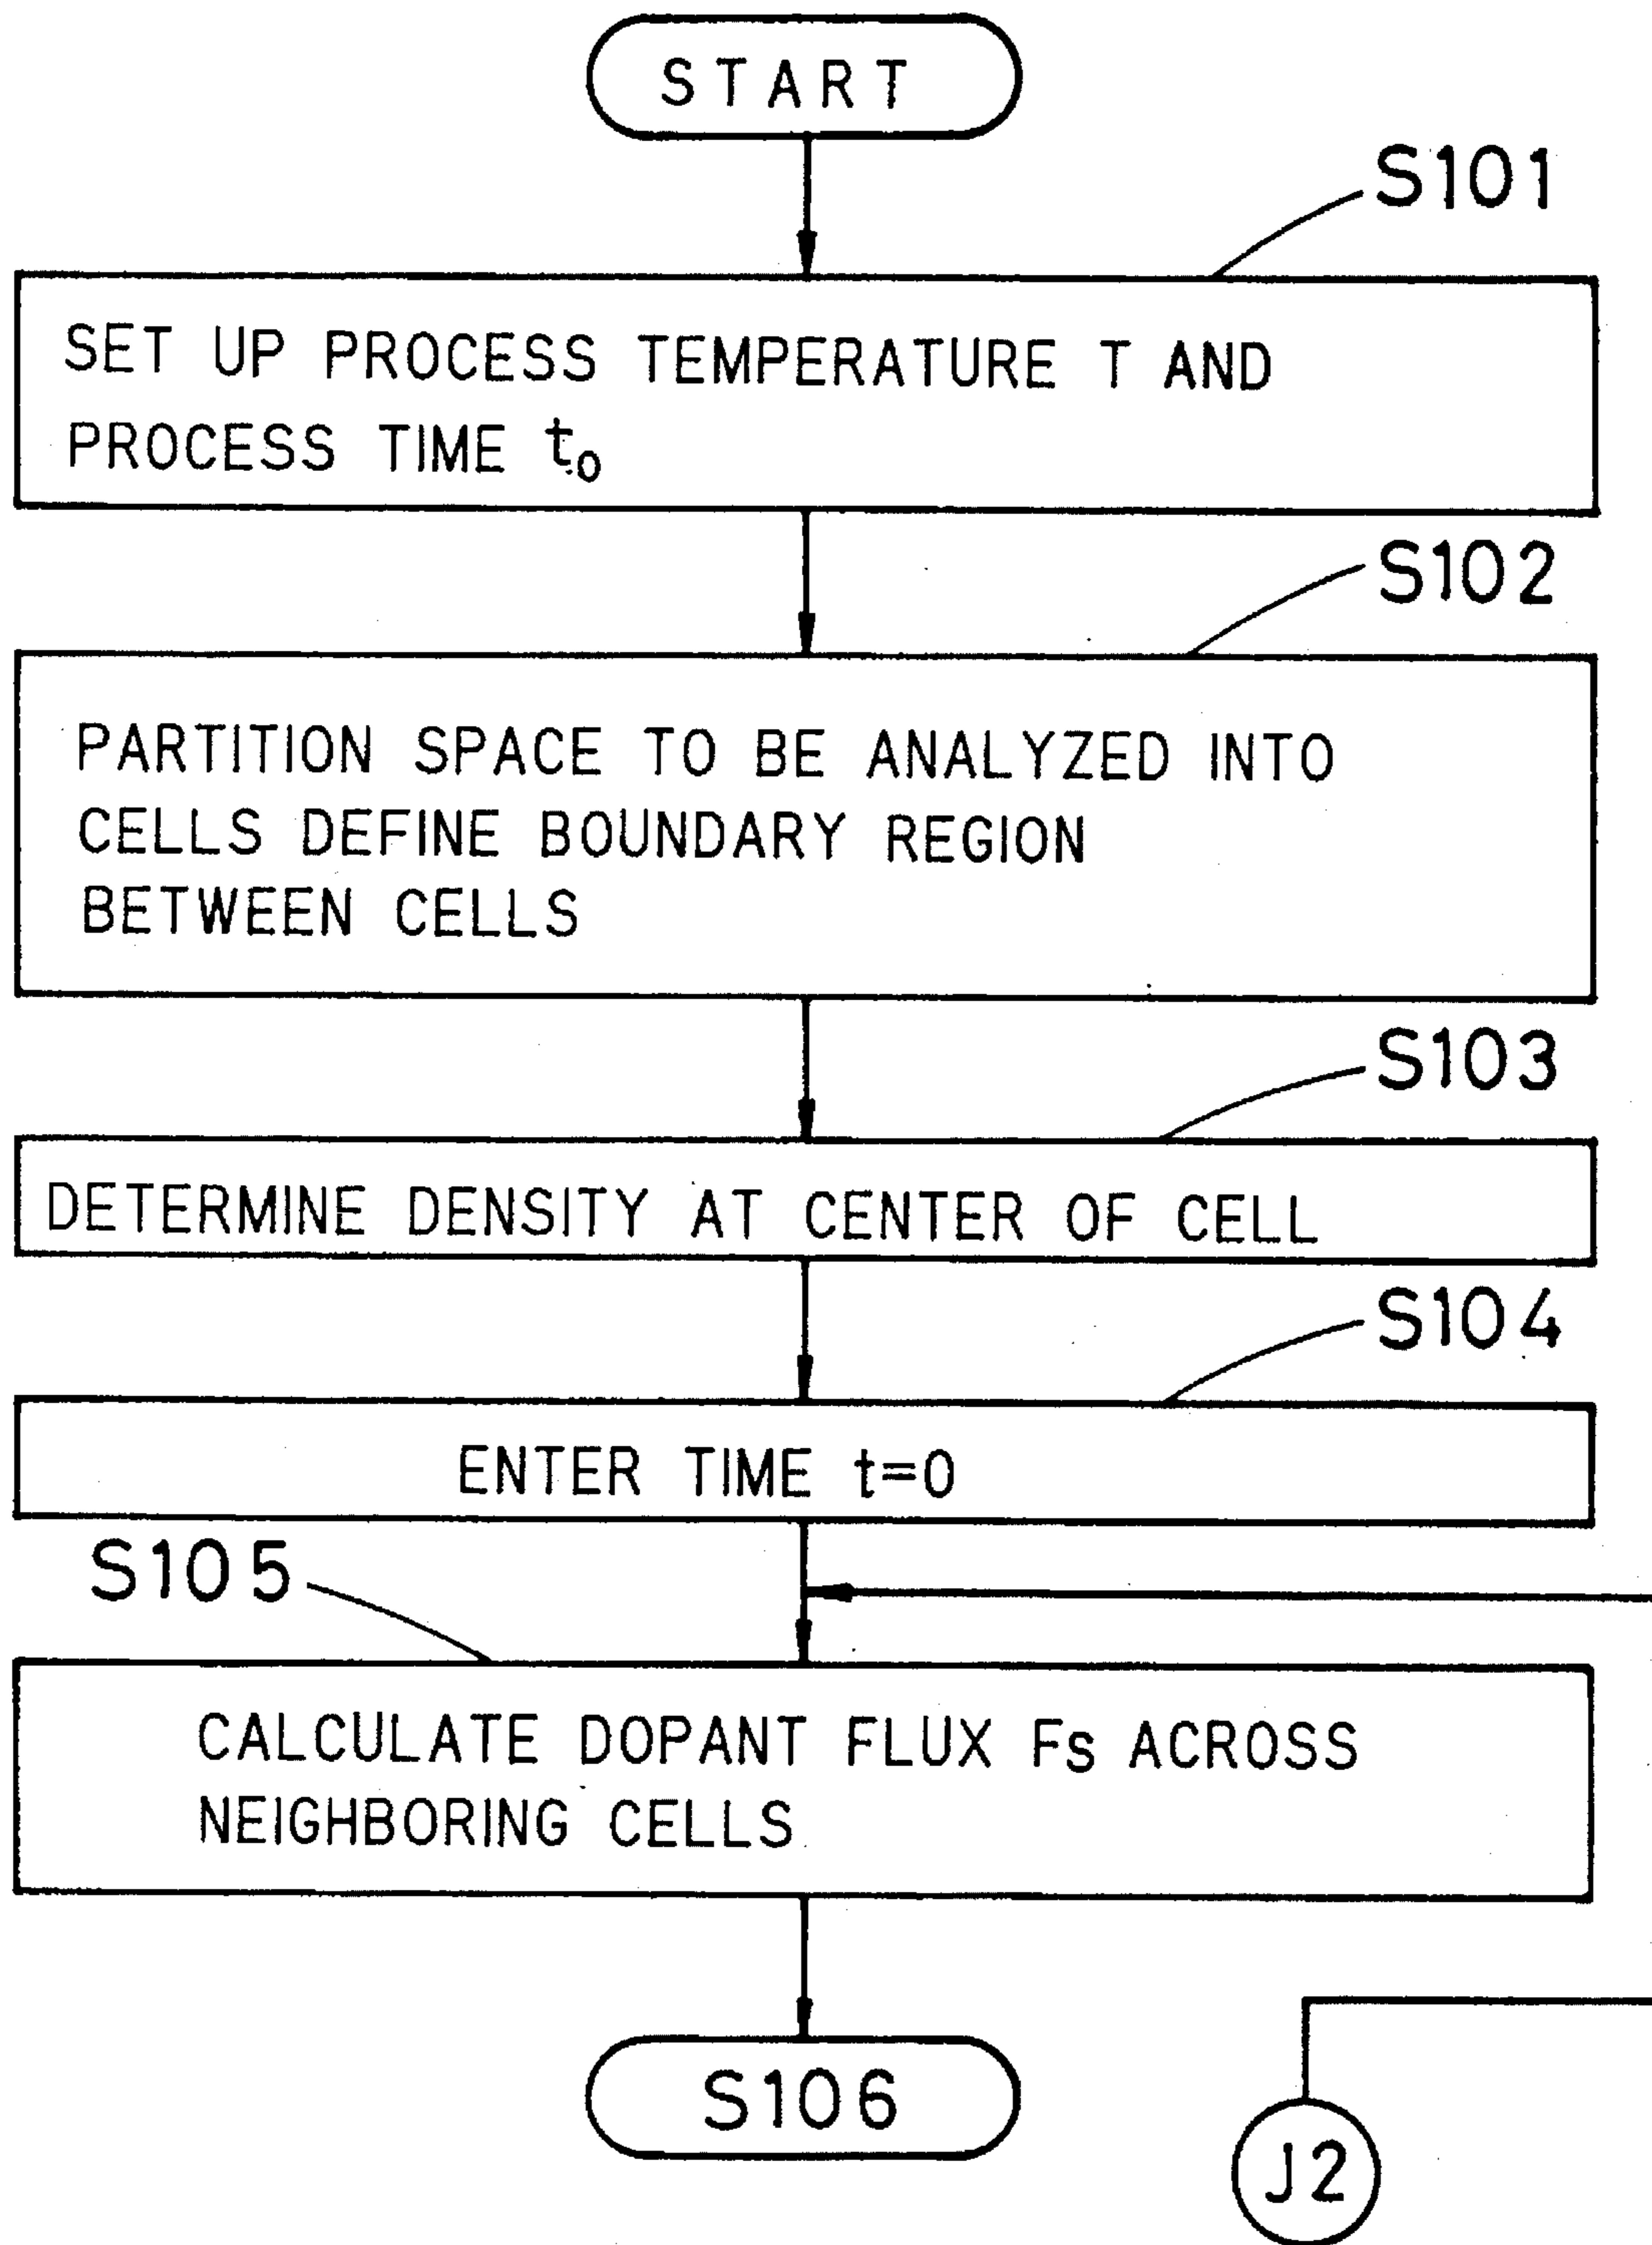 START
S101
SET UP PROCESS TEMPERATURE T AND
PROCESS TIME t₀
S102
PARTITION SPACE TO BE ANALYZED INTO
CELLS DEFINE BOUNDARY REGION
BETWEEN CELLS
S103
DETERMINE DENSITY AT CENTER OF CELL
S104
ENTER TIME t=0
S105
CALCULATE DOPANT FLUX Fs ACROSS
NEIGHBORING CELLS
S106
J2